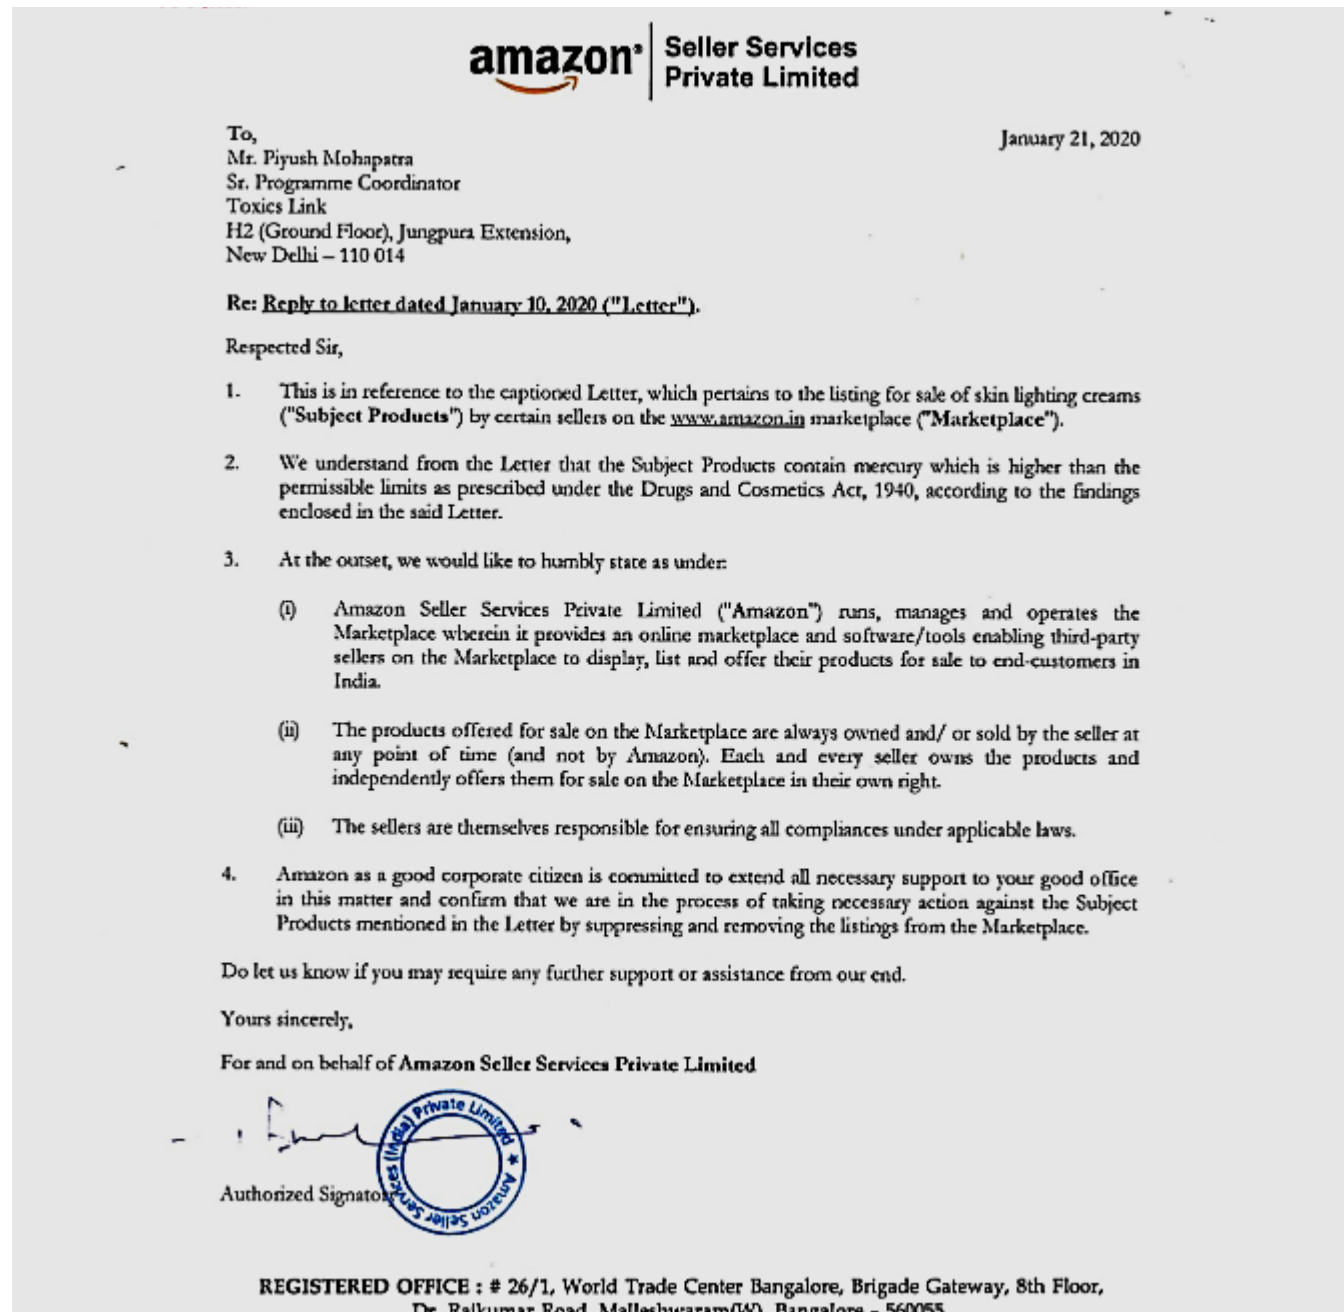 amazon
Seller Services
Private Limited
To,
January 21, 2020
Mr. Piyush Mohapatra
Sr. Programme Coordinator
Toxics Link
H2 (Ground Floor), Jungpura Extension,
New Delhi – 110 014
Re: Reply to letter dated January 10, 2020 ("Letter").
Respected Sir,
1. This is in reference to the captioned Letter, which pertains to the listing for sale of skin lighting creams
("Subject Products") by certain sellers on the www.amazon.in marketplace ("Marketplace").
2. We understand from the Letter that the Subject Products contain mercury which is higher than the
permissible limits as prescribed under the Drugs and Cosmetics Act, 1940, according to the findings
enclosed in the said Letter.
3. At the outset, we would like to humbly state as under:
(i) Amazon Seller Services Private Limited ("Amazon") runs, manages and operates the
Marketplace wherein it provides an online marketplace and software/tools enabling third-party
sellers on the Marketplace to display, list and offer their products for sale to end-customers in
India.
(ii) The products offered for sale on the Marketplace are always owned and/ or sold by the seller at
any point of time (and not by Amazon). Each and every seller owns the products and
independently offers them for sale on the Marketplace in their own right.
(iii) The sellers are themselves responsible for ensuring all compliances under applicable laws.
4. Amazon as a good corporate citizen is committed to extend all necessary support to your good office
in this matter and confirm that we are in the process of taking necessary action against the Subject
Products mentioned in the Letter by suppressing and removing the listings from the Marketplace.
Do let us know if you may require any further support or assistance from our end.
Yours sincerely,
For and on behalf of Amazon Seller Services Private Limited
Amazon Seller Services (India) Private Limited ★
Authorized Signatory
REGISTERED OFFICE : # 26/1, World Trade Center Bangalore, Brigade Gateway, 8th Floor,
Dr. Rajkumar Road, Malleshwaram(W), Bangalore – 560055